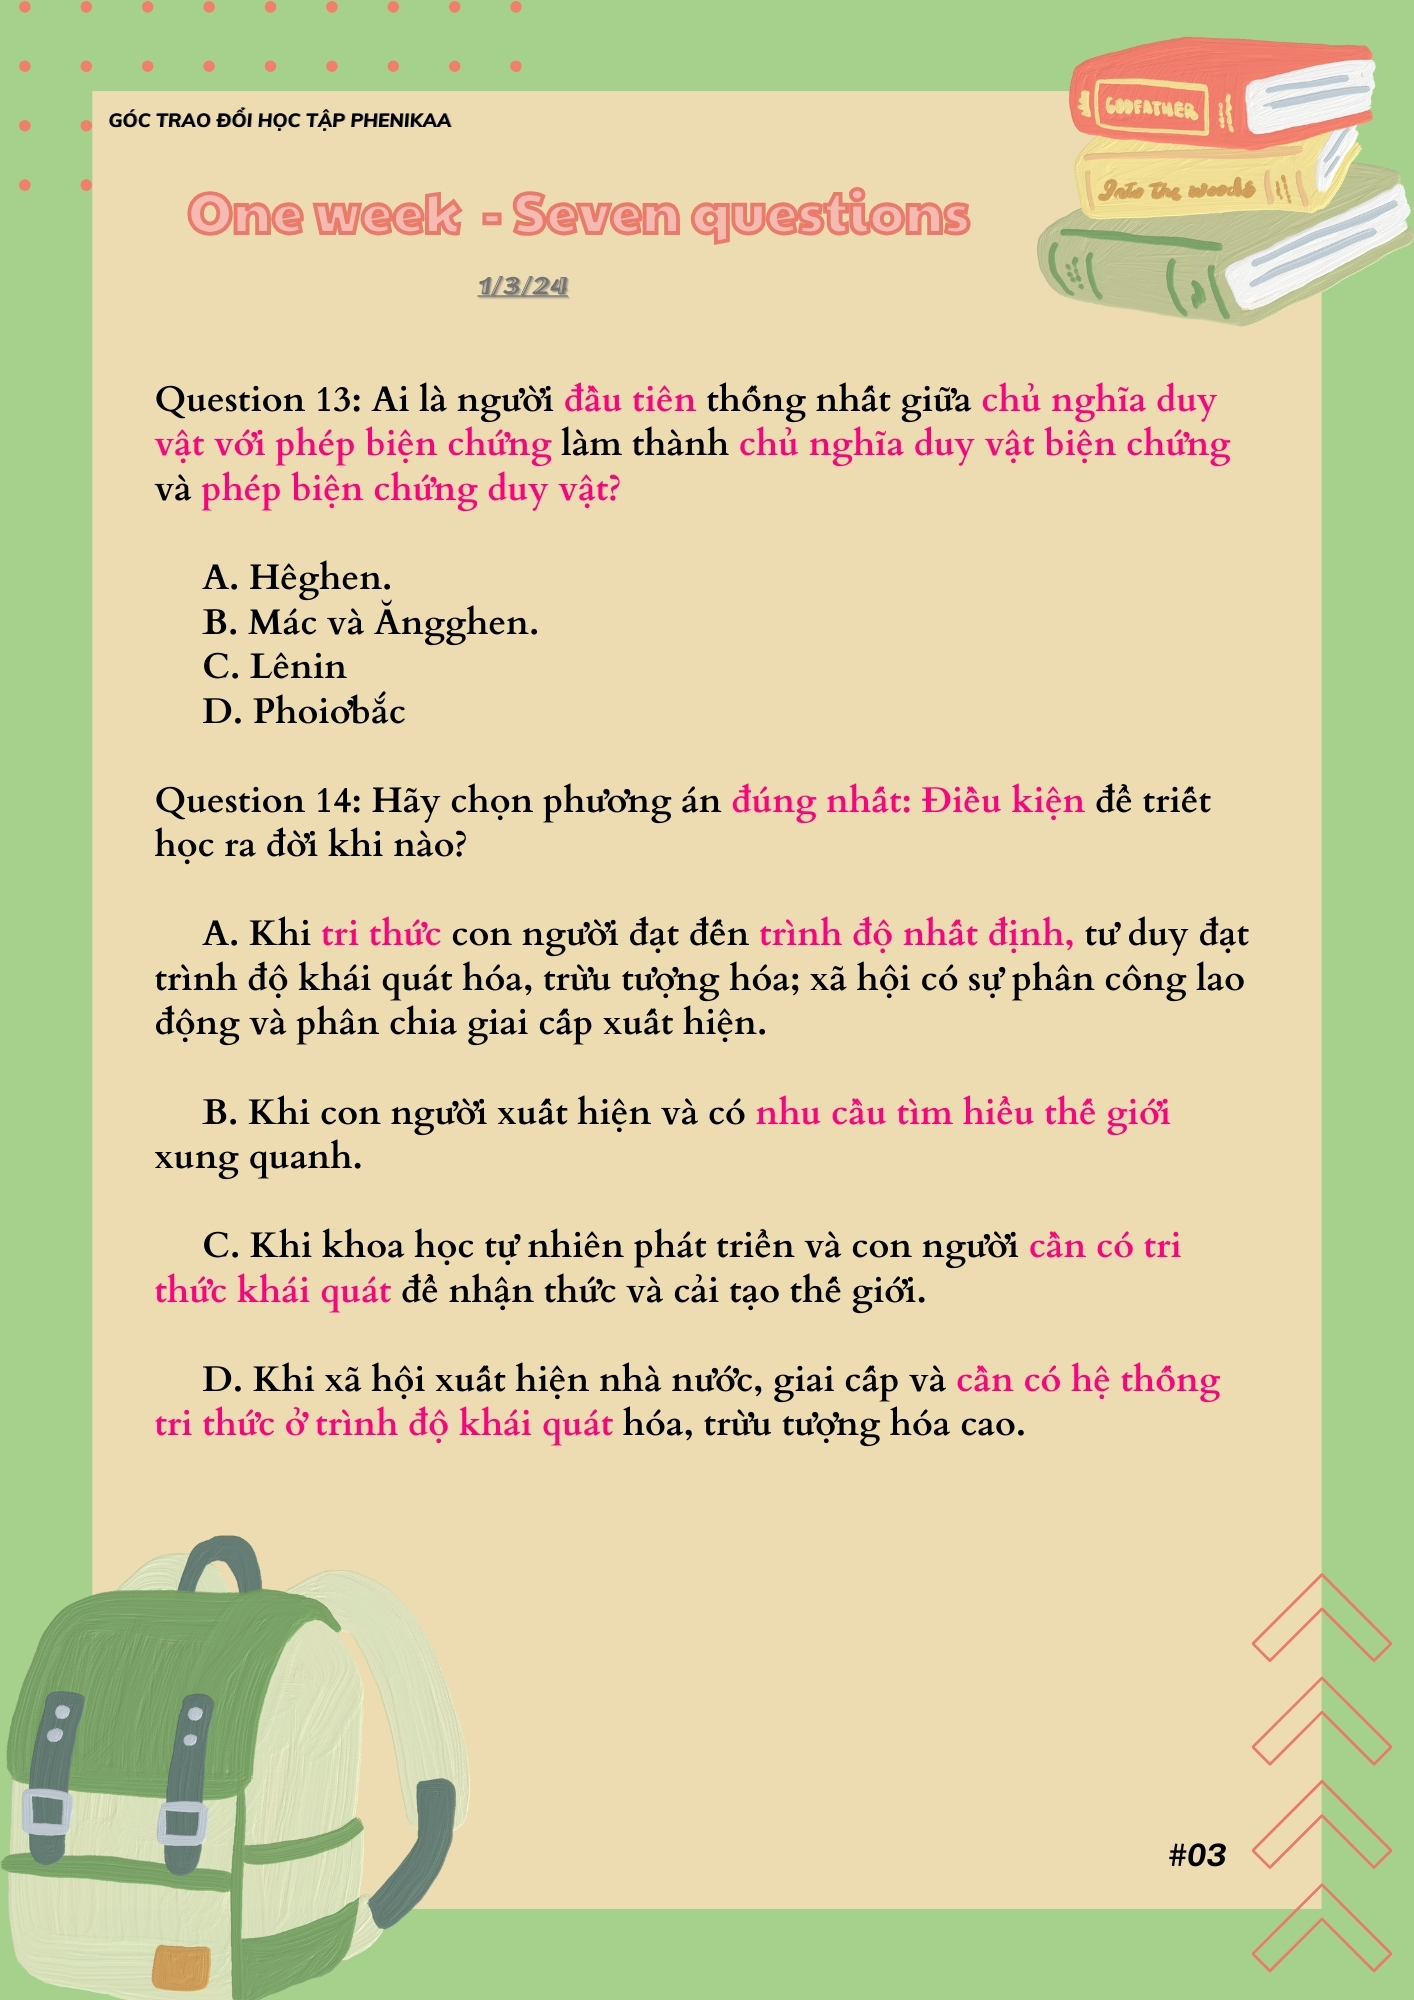 GODFATHER
Into the woods
GÓC TRAO ĐỔI HỌC TẬP PHENIKAA
One week - Seven questions
1/3/24
Question 13: Ai là người đầu tiên thống nhất giữa chủ nghĩa duy
vật với phép biện chứng làm thành chủ nghĩa duy vật biện chứng
và phép biện chứng duy vật?
A. Hêghen.
B. Mác và Ăngghen.
C. Lênin
D. Phoiơbắc
Question 14: Hãy chọn phương án đúng nhất: Điều kiện để triết
học ra đời khi nào?
A. Khi tri thức con người đạt đến trình độ nhất định, tư duy đạt
trình độ khái quát hóa, trừu tượng hóa; xã hội có sự phân công lao
động và phân chia giai cấp xuất hiện.
B. Khi con người xuất hiện và có nhu cầu tìm hiểu thế giới
xung quanh.
C. Khi khoa học tự nhiên phát triển và con người cần có tri
thức khái quát để nhận thức và cải tạo thế giới.
D. Khi xã hội xuất hiện nhà nước, giai cấp và cần có hệ thống
tri thức ở trình độ khái quát hóa, trừu tượng hóa cao.
#03